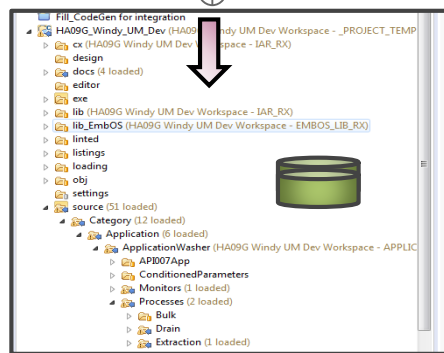 Fill_CodeGen for integration
HA09G_Windy_UM_Dev (HA09G Windy UM Dev Workspace - _PROJECT_TEMP
cx (HA09G Windy UM Dev Workspace - IAR_RX)
design
docs (4 loaded)
editor
exe
lib (HA09G Windy UM Dev Workspace - IAR_RX)
lib_EmbOS (HA09G Windy UM Dev Workspace - EMBOS_LIB_RX)
linted
listings
loading
obj
settings
source (51 loaded)
Category (12 loaded)
Application (6 loaded)
ApplicationWasher (HA09G Windy UM Dev Workspace - APPLIC
API007App
ConditionedParameters
Monitors (1 loaded)
Processes (2 loaded)
Bulk
Drain
Extraction (1 loaded)